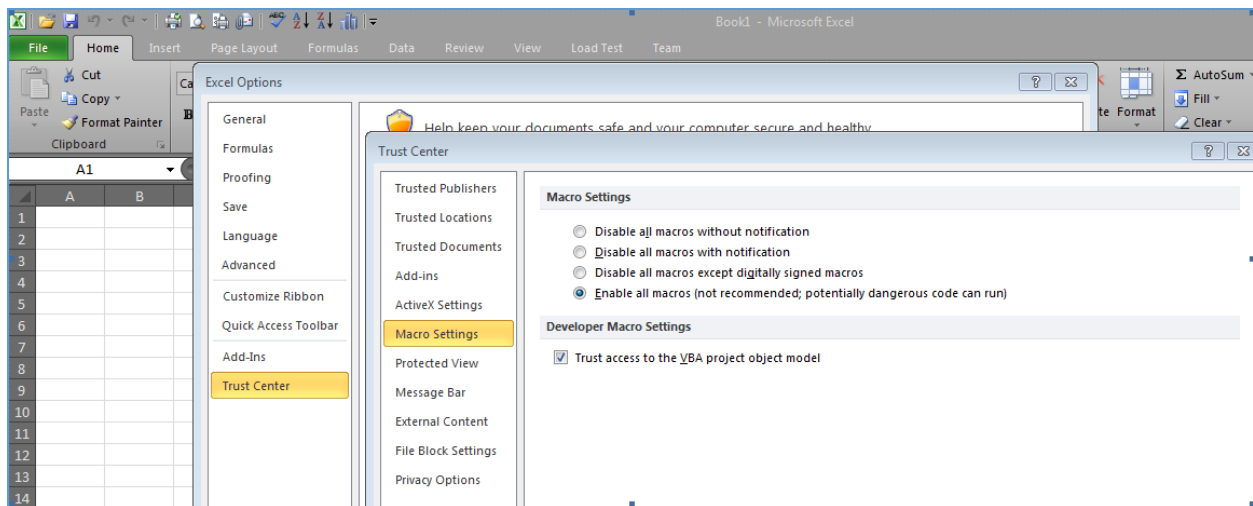 Book1 - Microsoft Excel
File Home Insert Page Layout Formulas Data Review View Load Test Team
Paste
Cut
Copy
Format Painter
Clipboard
Ca
B
Format
Σ AutoSum
Fill
Clear
A1
A B
1
2
3
4
5
6
7
8
9
10
11
12
13
14
Excel Options
General
Formulas
Proofing
Save
Language
Advanced
Customize Ribbon
Quick Access Toolbar
Add-Ins
Trust Center
Help keep your documents safe and your computer secure and healthy
Trust Center
Trusted Publishers
Trusted Locations
Trusted Documents
Add-ins
ActiveX Settings
Macro Settings
Protected View
Message Bar
External Content
File Block Settings
Privacy Options
Macro Settings
Disable all macros without notification
Disable all macros with notification
Disable all macros except digitally signed macros
Enable all macros (not recommended; potentially dangerous code can run)
Developer Macro Settings
Trust access to the VBA project object model